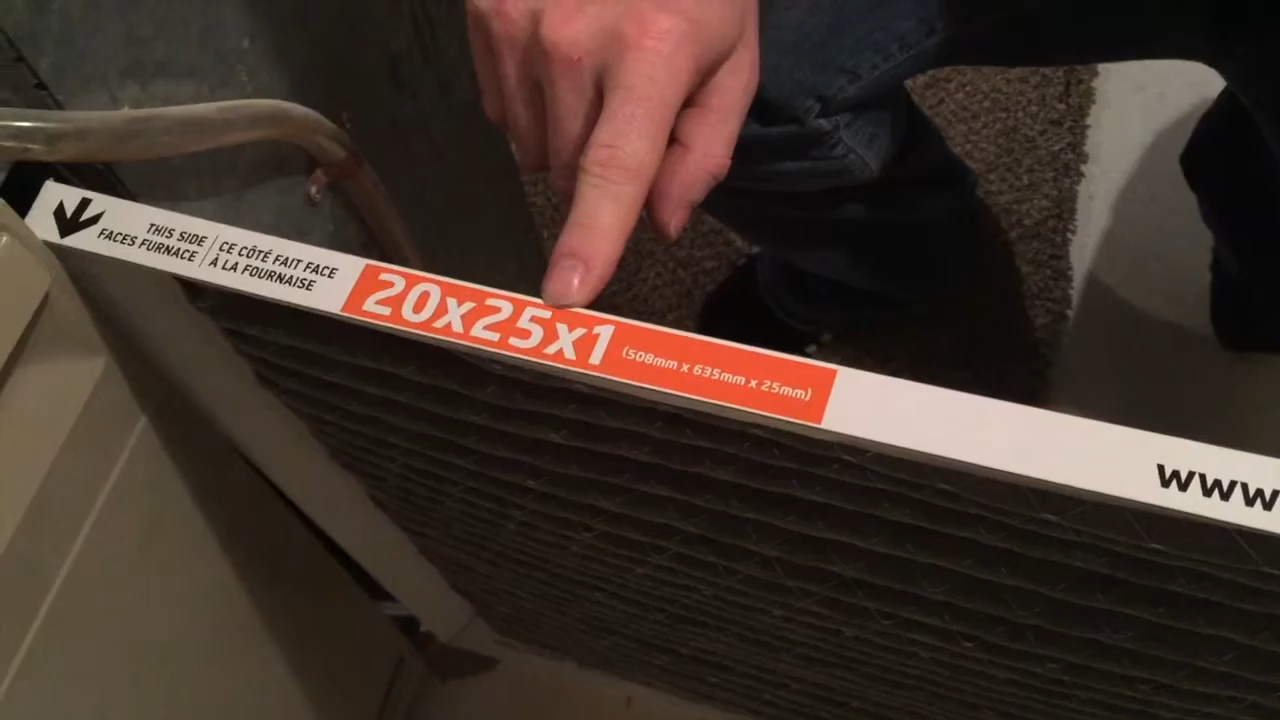 THIS SIDE
FACES FURNACE
CE CÔTÉ FAIT FACE
À LA FOURNAISE
20x25x1 (508mm x 635mm x 25mm)
www